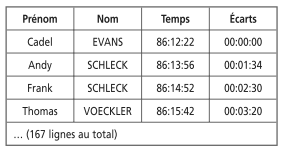 Prénom Nom Temps Écarts
Cadel EVANS 86:12:22 00:00:00
Andy SCHLECK 86:13:56 00:01:34
Frank SCHLECK 86:14:52 00:02:30
Thomas VOECKLER 86:15:42 00:03:20
... (167 lignes au total)